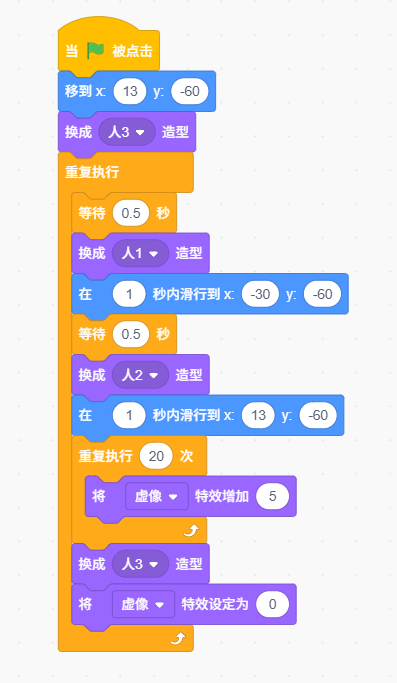 当 被点击
移到 x: 13 y: -60
换成 人3 造型
重复执行
等待 0.5 秒
换成 人1 造型
在 1 秒内滑行到 x: -30 y: -60
等待 0.5 秒
换成 人2 造型
在 1 秒内滑行到 x: 13 y: -60
重复执行 20 次
将 虚像 特效增加 5
换成 人3 造型
将 虚像 特效设定为 0